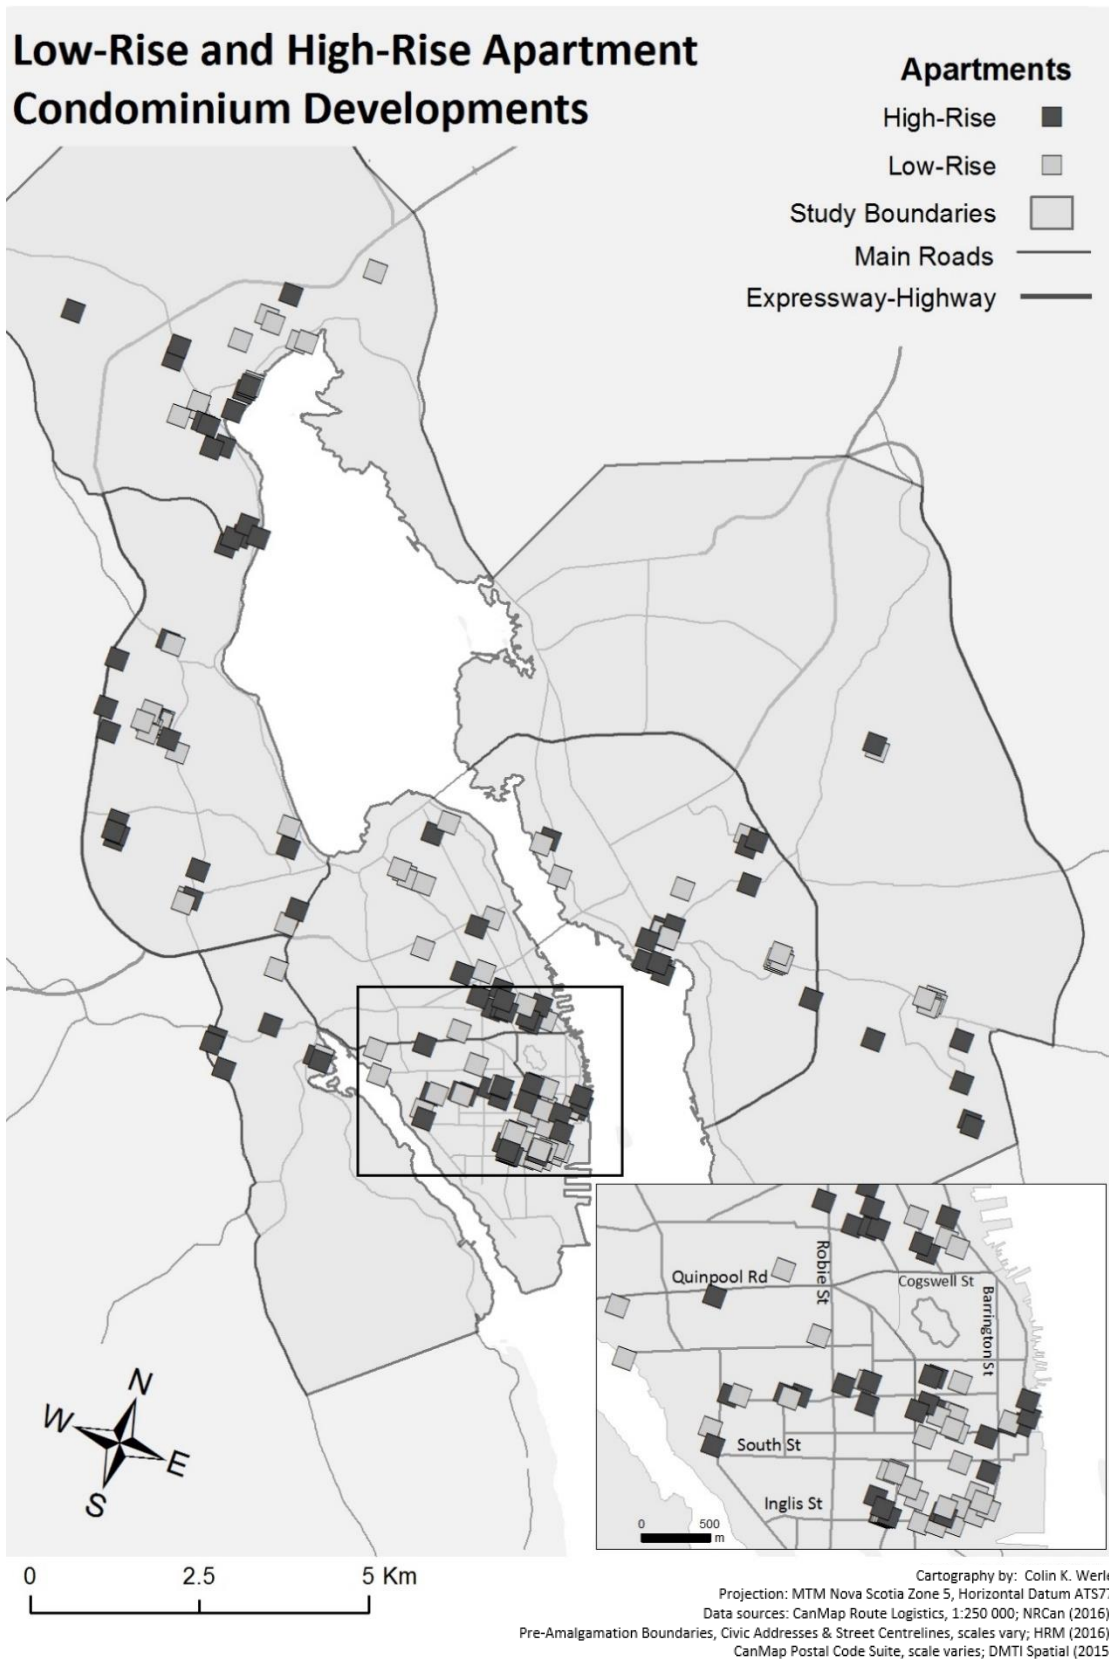 Low-Rise and High-Rise Apartment
Condominium Developments
Apartments
High-Rise
Low-Rise
Study Boundaries
Main Roads
Expressway-Highway
Quinpool Rd
Robie St
Cogswell St
Barrington St
South St
Inglis St
0 500
m
N
W
E
S
0 2.5 5 Km
Cartography by: Colin K. Werle
Projection: MTM Nova Scotia Zone 5, Horizontal Datum ATS77
Data sources: CanMap Route Logistics, 1:250 000; NRCan (2016)
Pre-Amalgamation Boundaries, Civic Addresses & Street Centrelines, scales vary; HRM (2016)
CanMap Postal Code Suite, scale varies; DMTI Spatial (2015